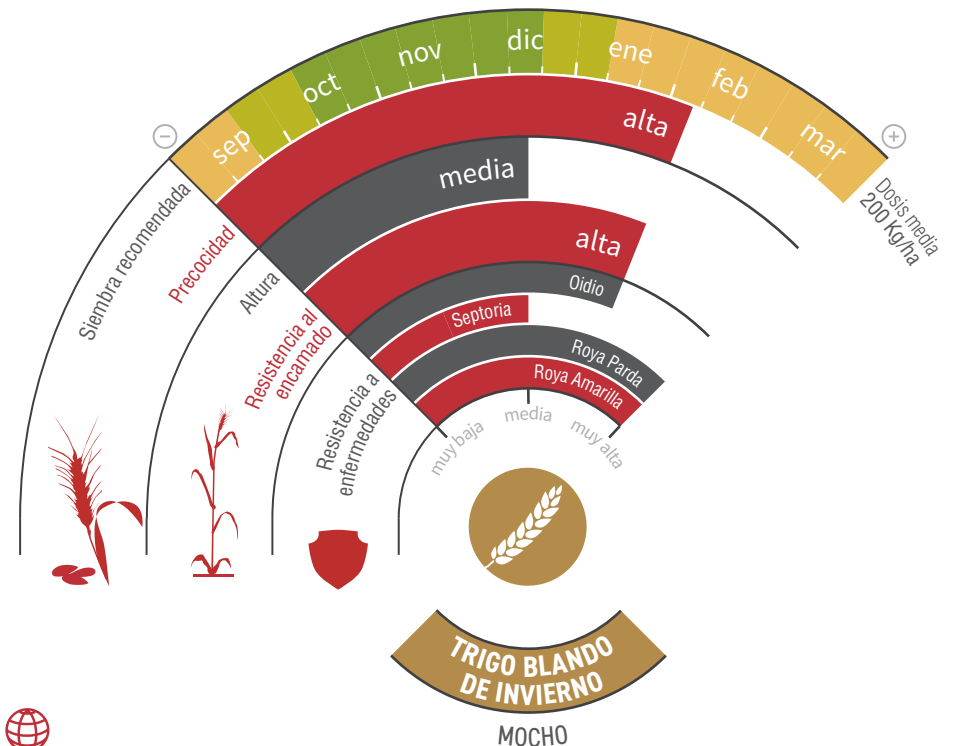 sep
oct
nov
dic
ene
feb
mar
−
+
Dosis media
200 Kg/ha
Siembra recomendada
Precocidad
alta
Altura
media
Resistencia al
encamado
alta
Resistencia a
enfermedades
Oidio
Septoria
Roya Parda
Roya Amarilla
muy baja
media
muy alta
TRIGO BLANDO
DE INVIERNO
MOCHO